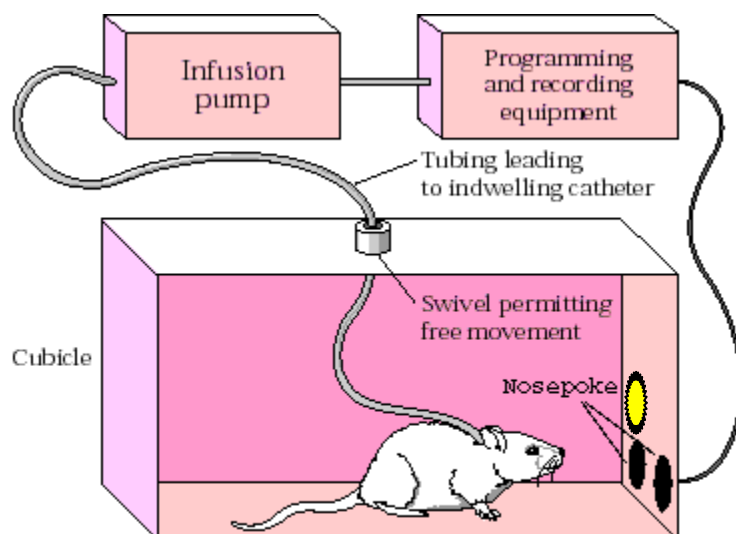 Infusion
pump
Programming
and recording
equipment
Tubing leading
to indwelling catheter
Swivel permitting
free movement
Cubicle
Nosepoke